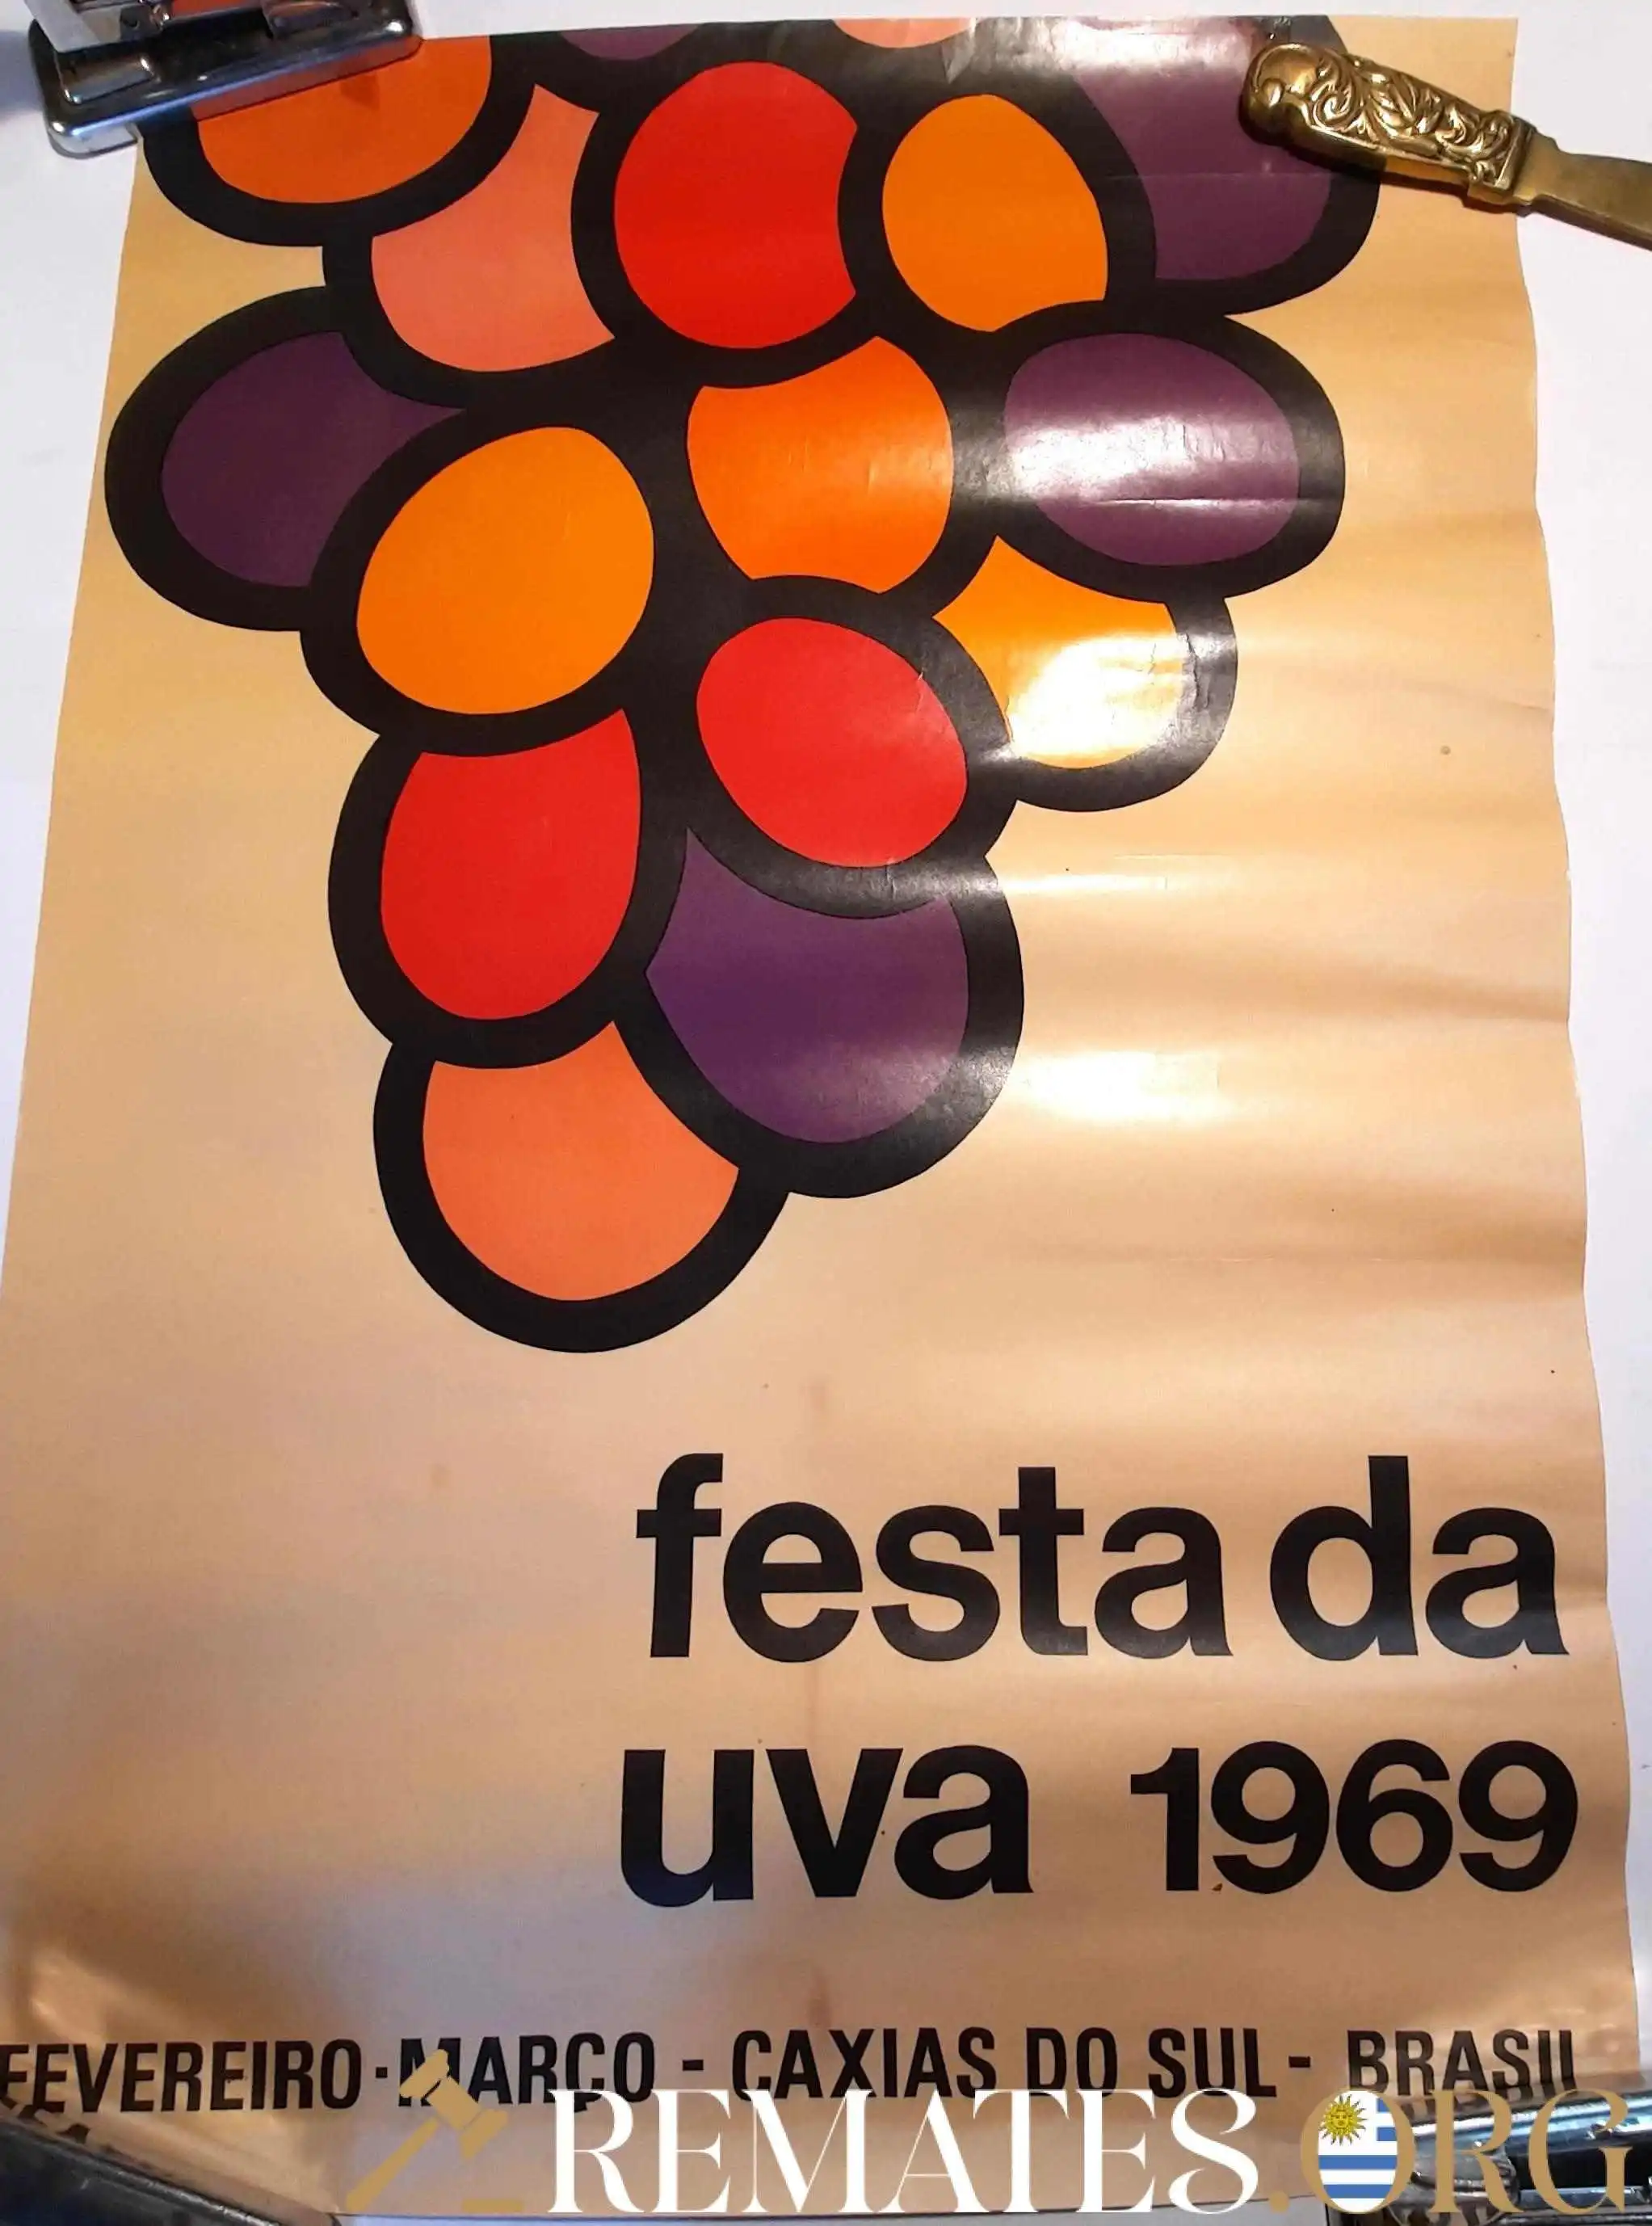 festa da
uva 1969
FEVEREIRO·MARÇO - CAXIAS DO SUL - BRASIL
REMATES.ORG